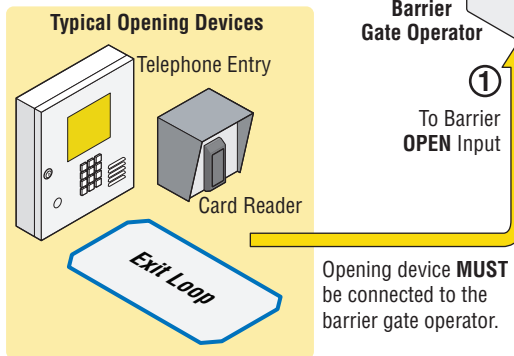 Typical Opening Devices
Telephone Entry
Card Reader
Exit Loop
Barrier
Gate Operator
1
To Barrier
OPEN Input
Opening device MUST
be connected to the
barrier gate operator.